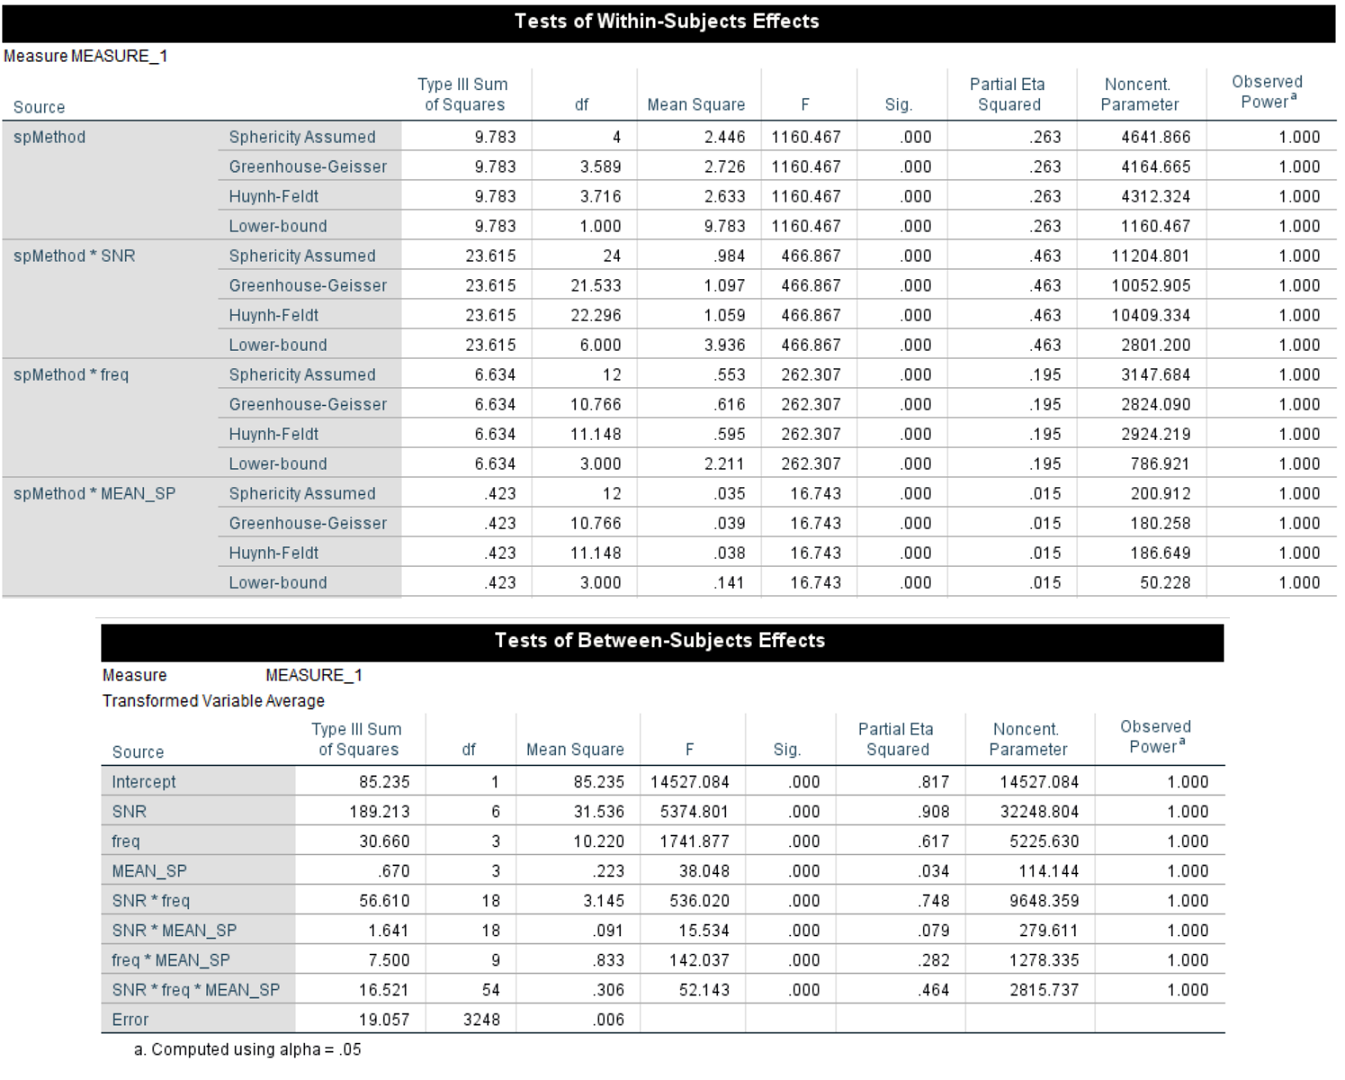 Tests of Within-Subjects Effects
Measure MEASURE_1
Source Type III Sum of Squares df Mean Square F Sig. Partial Eta Squared Noncent. Parameter Observed Power a
spMethod Sphericity Assumed 9.783 4 2.446 1160.467 .000 .263 4641.866 1.000
Greenhouse-Geisser 9.783 3.589 2.726 1160.467 .000 .263 4164.665 1.000
Huynh-Feldt 9.783 3.716 2.633 1160.467 .000 .263 4312.324 1.000
Lower-bound 9.783 1.000 9.783 1160.467 .000 .263 1160.467 1.000
spMethod * SNR Sphericity Assumed 23.615 24 .984 466.867 .000 .463 11204.801 1.000
Greenhouse-Geisser 23.615 21.533 1.097 466.867 .000 .463 10052.905 1.000
Huynh-Feldt 23.615 22.296 1.059 466.867 .000 .463 10409.334 1.000
Lower-bound 23.615 6.000 3.936 466.867 .000 .463 2801.200 1.000
spMethod * freq Sphericity Assumed 6.634 12 .553 262.307 .000 .195 3147.684 1.000
Greenhouse-Geisser 6.634 10.766 .616 262.307 .000 .195 2824.090 1.000
Huynh-Feldt 6.634 11.148 .595 262.307 .000 .195 2924.219 1.000
Lower-bound 6.634 3.000 2.211 262.307 .000 .195 786.921 1.000
spMethod * MEAN_SP Sphericity Assumed .423 12 .035 16.743 .000 .015 200.912 1.000
Greenhouse-Geisser .423 10.766 .039 16.743 .000 .015 180.258 1.000
Huynh-Feldt .423 11.148 .038 16.743 .000 .015 186.649 1.000
Lower-bound .423 3.000 .141 16.743 .000 .015 50.228 1.000
Tests of Between-Subjects Effects
Measure MEASURE_1
Transformed Variable Average
Source Type III Sum of Squares df Mean Square F Sig. Partial Eta Squared Noncent. Parameter Observed Power a
Intercept 85.235 1 85.235 14527.084 .000 .817 14527.084 1.000
SNR 189.213 6 31.536 5374.801 .000 .908 32248.804 1.000
freq 30.660 3 10.220 1741.877 .000 .617 5225.630 1.000
MEAN_SP .670 3 .223 38.048 .000 .034 114.144 1.000
SNR * freq 56.610 18 3.145 536.020 .000 .748 9648.359 1.000
SNR * MEAN_SP 1.641 18 .091 15.534 .000 .079 279.611 1.000
freq * MEAN_SP 7.500 9 .833 142.037 .000 .282 1278.335 1.000
SNR * freq * MEAN_SP 16.521 54 .306 52.143 .000 .464 2815.737 1.000
Error 19.057 3248 .006
a. Computed using alpha = .05